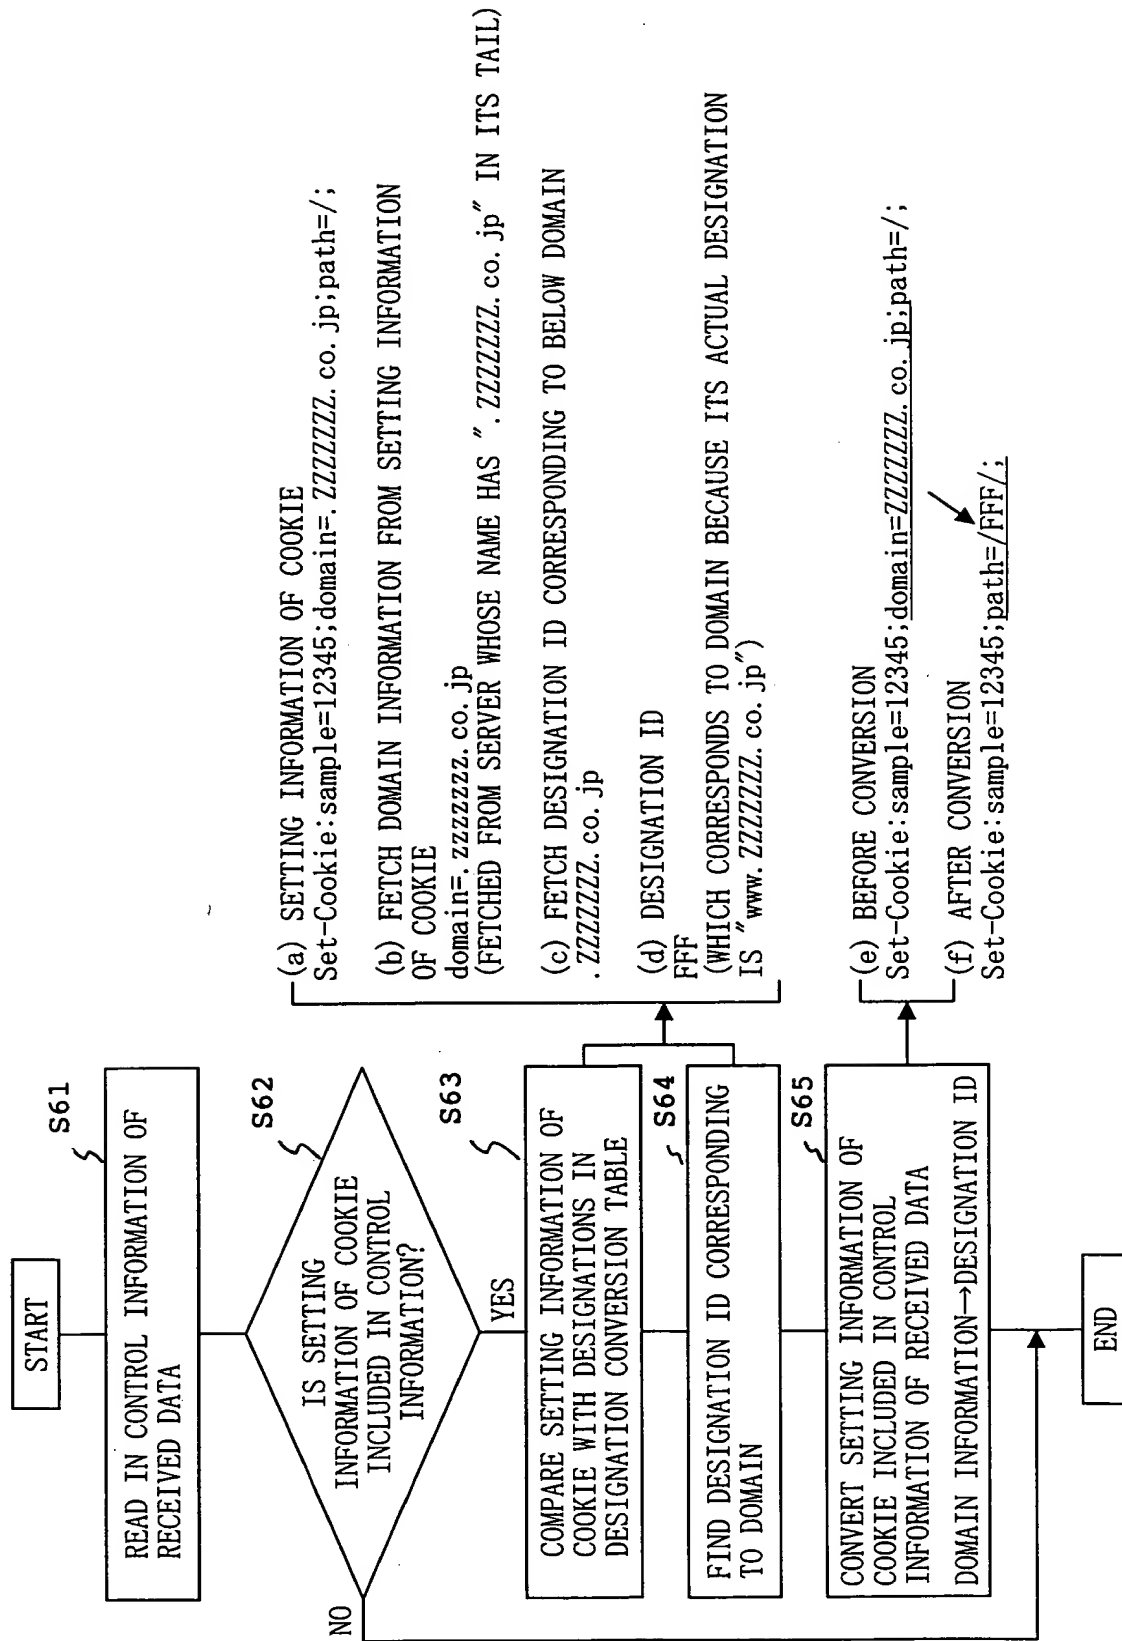 START
S61
READ IN CONTROL INFORMATION OF
RECEIVED DATA
S62
IS SETTING
INFORMATION OF COOKIE
INCLUDED IN CONTROL
INFORMATION?
NO
YES
S63
COMPARE SETTING INFORMATION OF
COOKIE WITH DESIGNATIONS IN
DESIGNATION CONVERSION TABLE
S64
FIND DESIGNATION ID CORRESPONDING
TO DOMAIN
S65
CONVERT SETTING INFORMATION OF
COOKIE INCLUDED IN CONTROL
INFORMATION OF RECEIVED DATA
DOMAIN INFORMATION→DESIGNATION ID
END
(a) SETTING INFORMATION OF COOKIE
Set-Cookie:sample=12345;domain=.ZZZZZZZ.co.jp;path=/;
(b) FETCH DOMAIN INFORMATION FROM SETTING INFORMATION
OF COOKIE
domain=.zzzzzzz.co.jp
(FETCHED FROM SERVER WHOSE NAME HAS ".ZZZZZZZ.co.jp" IN ITS TAIL)
(c) FETCH DESIGNATION ID CORRESPONDING TO BELOW DOMAIN
.ZZZZZZZ.co.jp
(d) DESIGNATION ID
FFF
(WHICH CORRESPONDS TO DOMAIN BECAUSE ITS ACTUAL DESIGNATION
IS "www.ZZZZZZZ.co.jp")
(e) BEFORE CONVERSION
Set-Cookie:sample=12345;domain=ZZZZZZZ.co.jp;path=/;
(f) AFTER CONVERSION
Set-Cookie:sample=12345;path=/FFF/;